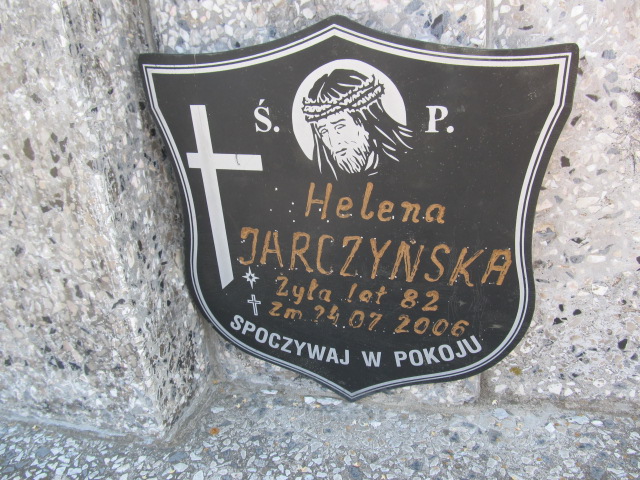 Ś. P.
Helena
JARCZYNSKA
Żyła lat 82
zm 24.07 2006
SPOCZYWAJ W POKOJU